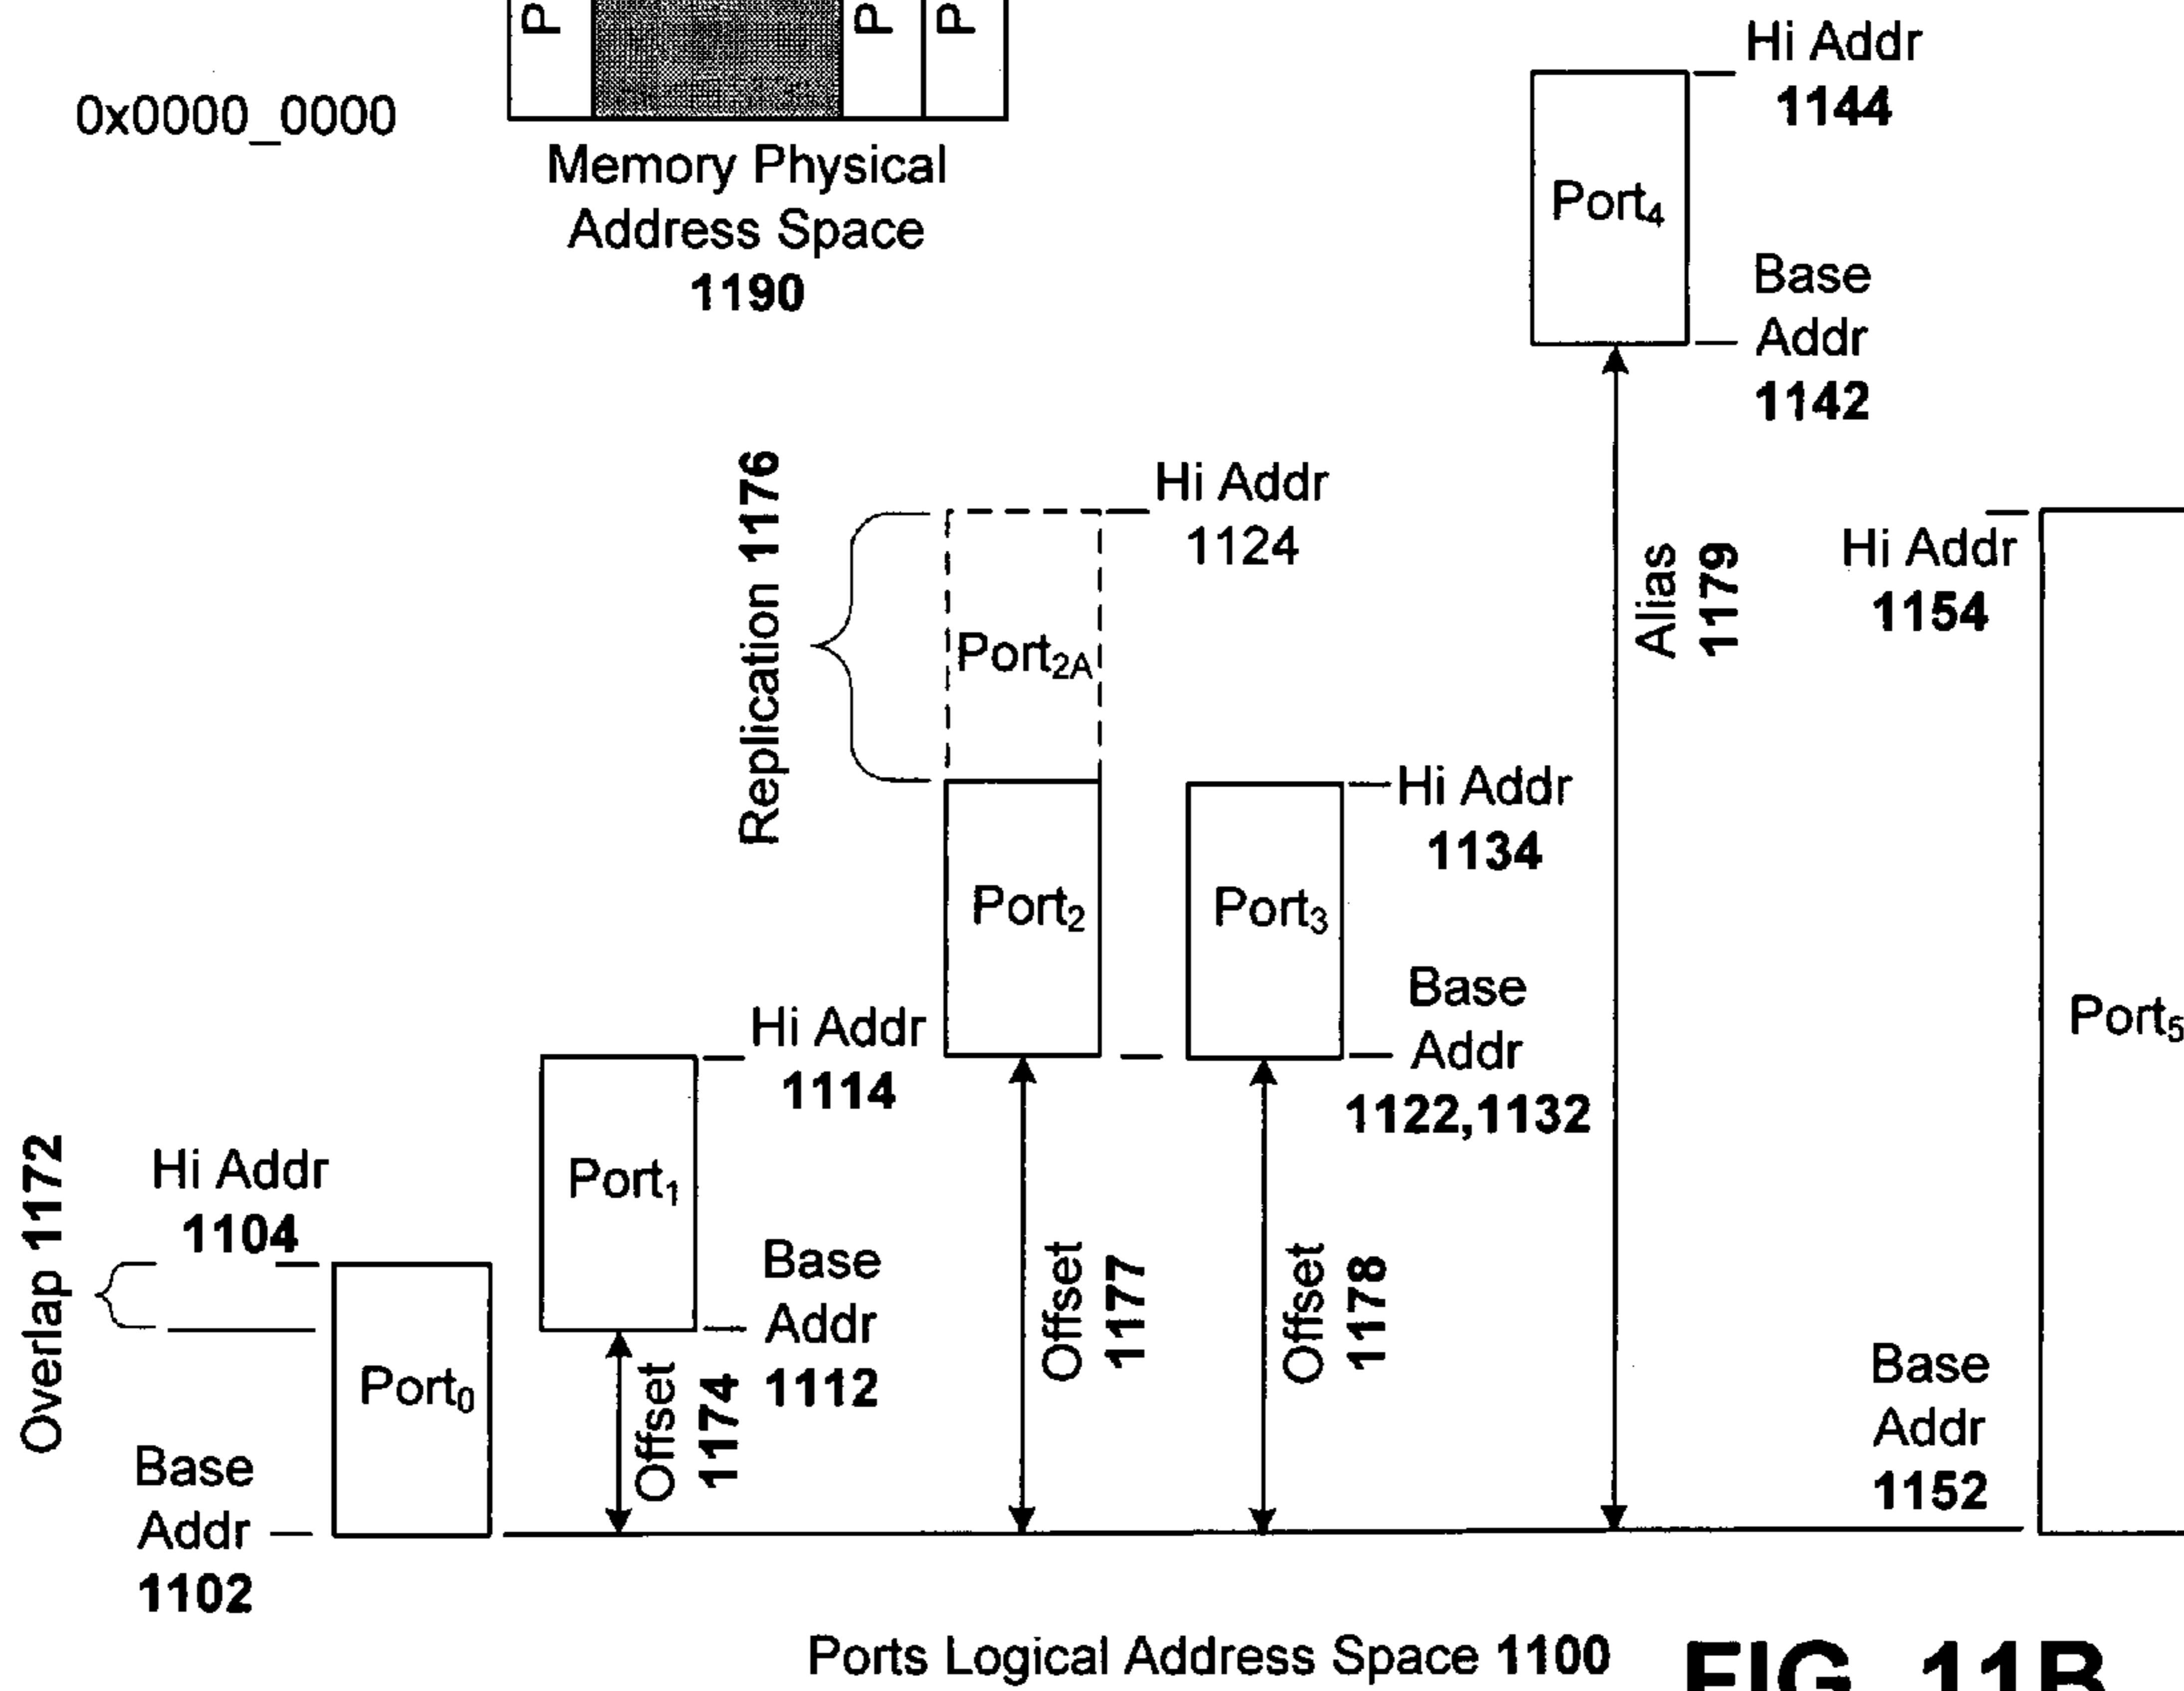 P
P
P
0x0000_0000
Memory Physical
Address Space
1190
Hi Addr
1144
Port4
Base
Addr
1142
Replication 1176
Hi Addr
1124
Port2A
Alias
1179
Hi Addr
1154
Hi Addr
1134
Port2
Port3
Base
Addr
1122,1132
Port5
Hi Addr
1114
Port1
Base
Addr
1112
Overlap 1172
Hi Addr
1104
Port0
Offset
1174
Offset
1177
Offset
1178
Base
Addr
1152
Base
Addr
1102
Ports Logical Address Space 1100
FIG. 11B